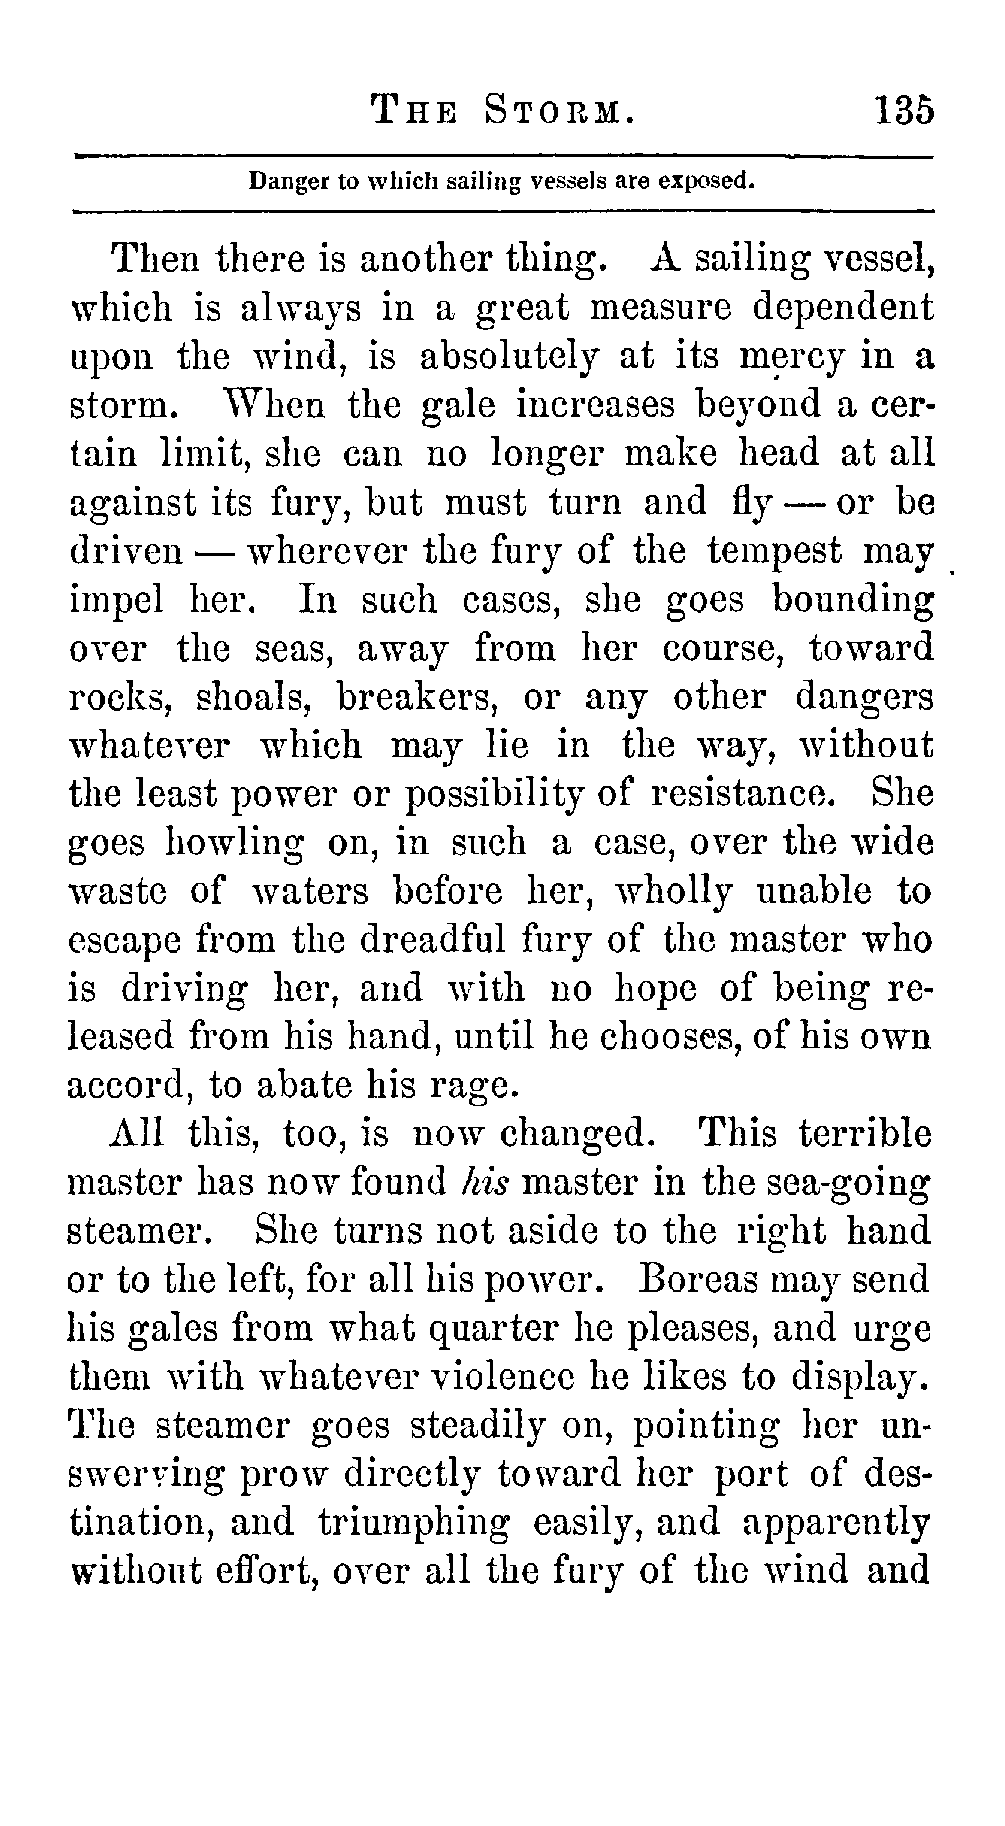 THE STORM. 135
Danger to which sailing vessels are exposed.
Then there is another thing. A sailing vessel,
which is always in a great measure dependent
upon the wind, is absolutely at its mercy in a
storm. When the gale increases beyond a cer-
tain limit, she can no longer make head at all
against its fury, but must turn and fly — or be
driven — wherever the fury of the tempest may
impel her. In such cases, she goes bounding
over the seas, away from her course, toward
rocks, shoals, breakers, or any other dangers
whatever which may lie in the way, without
the least power or possibility of resistance. She
goes howling on, in such a case, over the wide
waste of waters before her, wholly unable to
escape from the dreadful fury of the master who
is driving her, and with no hope of being re-
leased from his hand, until he chooses, of his own
accord, to abate his rage.
All this, too, is now changed. This terrible
master has now found his master in the sea-going
steamer. She turns not aside to the right hand
or to the left, for all his power. Boreas may send
his gales from what quarter he pleases, and urge
them with whatever violence he likes to display.
The steamer goes steadily on, pointing her un-
swerving prow directly toward her port of des-
tination, and triumphing easily, and apparently
without effort, over all the fury of the wind and